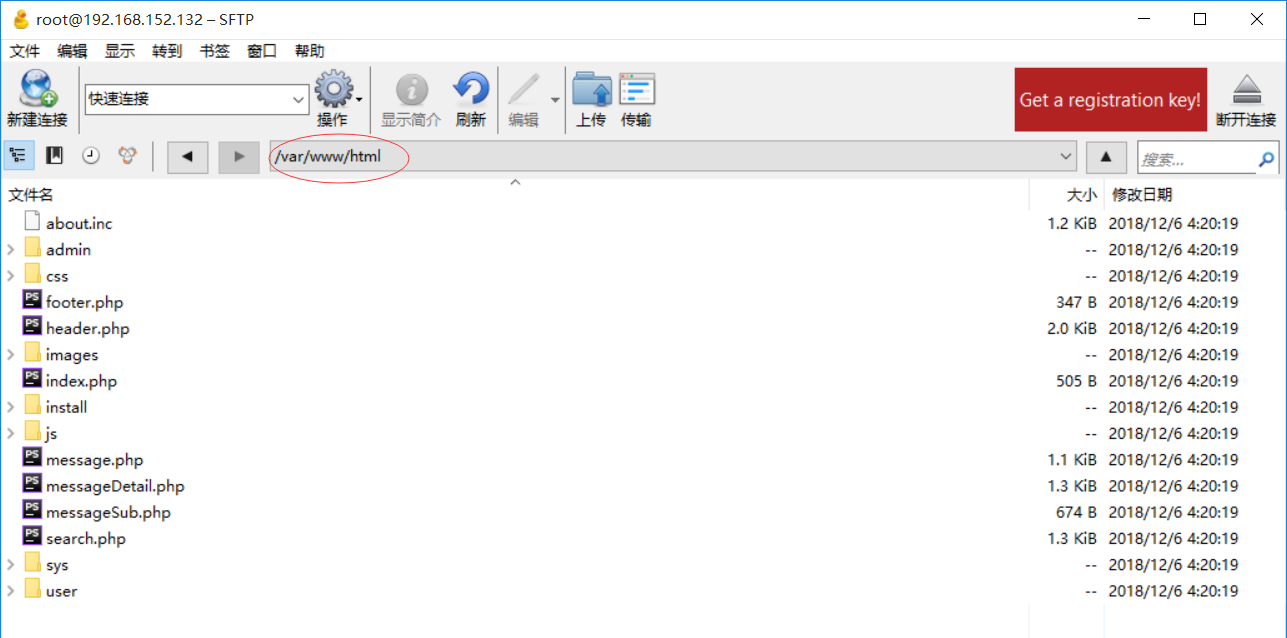 root@192.168.152.132 – SFTP
文件 编辑 显示 转到 书签 窗口 帮助
新建连接 快速连接 操作 显示简介 刷新 编辑 上传 传输 Get a registration key! 断开连接
/var/www/html 搜索...
文件名 大小 修改日期
about.inc 1.2 KiB 2018/12/6 4:20:19
admin -- 2018/12/6 4:20:19
css -- 2018/12/6 4:20:19
PS footer.php 347 B 2018/12/6 4:20:19
PS header.php 2.0 KiB 2018/12/6 4:20:19
images -- 2018/12/6 4:20:19
PS index.php 505 B 2018/12/6 4:20:19
install -- 2018/12/6 4:20:19
js -- 2018/12/6 4:20:19
PS message.php 1.1 KiB 2018/12/6 4:20:19
PS messageDetail.php 1.3 KiB 2018/12/6 4:20:19
PS messageSub.php 674 B 2018/12/6 4:20:19
PS search.php 1.3 KiB 2018/12/6 4:20:19
sys -- 2018/12/6 4:20:19
user -- 2018/12/6 4:20:19